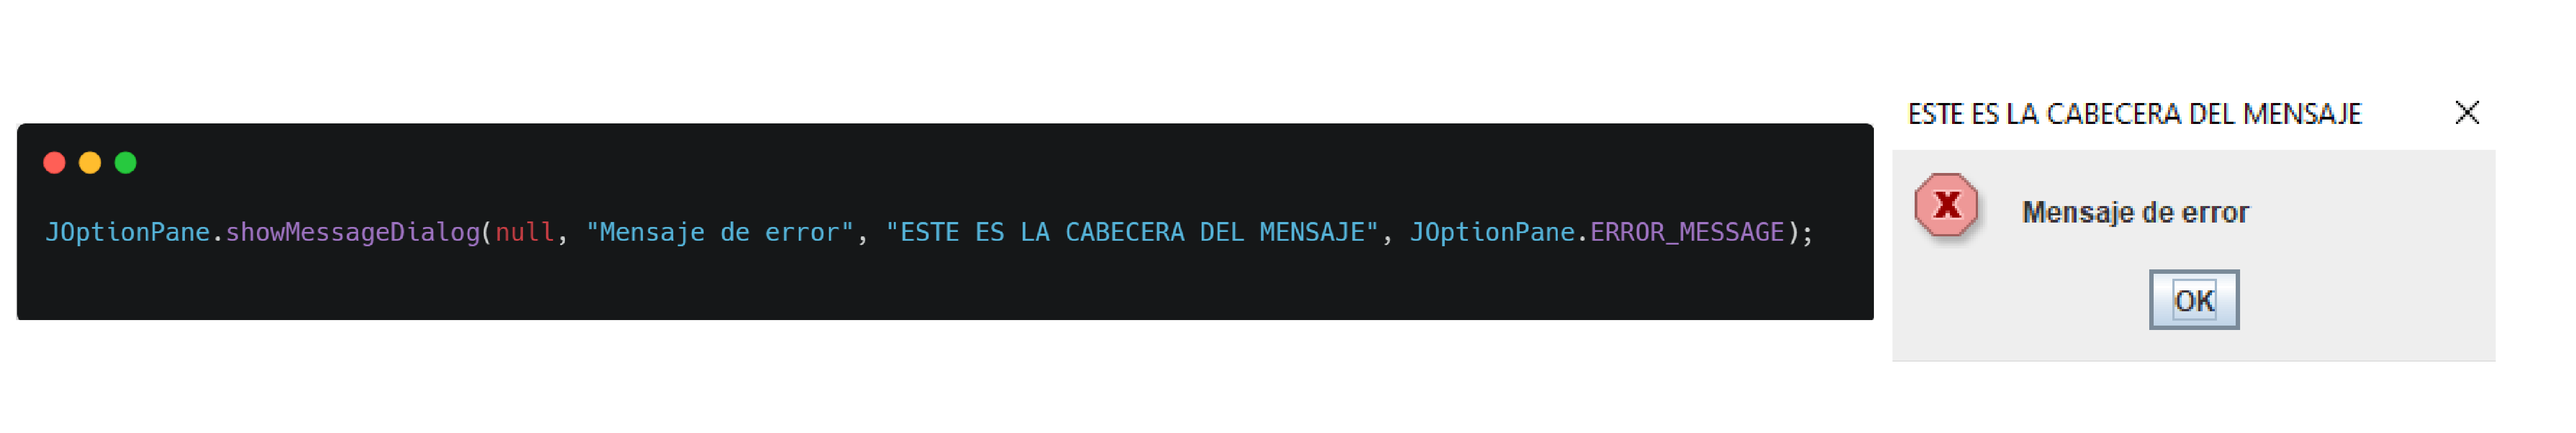 JOptionPane.showMessageDialog(null, "Mensaje de error", "ESTE ES LA CABECERA DEL MENSAJE", JOptionPane.ERROR_MESSAGE);
ESTE ES LA CABECERA DEL MENSAJE
X
Mensaje de error
OK